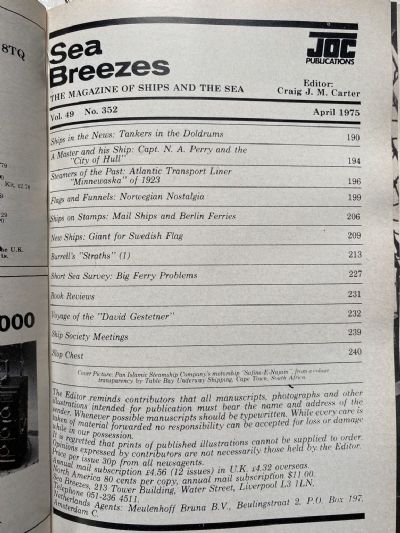 8TQ
Sea
Breezes
JOC
PUBLICATIONS
THE MAGAZINE OF SHIPS AND THE SEA
Editor:
Craig J. M. Carter
Vol. 49 No. 352 April 1975
Ships in the News: Tankers in the Doldrums 190
A Master and his Ship: Capt. N. A. Perry and the
"City of Hull" 194
Steamers of the Past: Atlantic Transport Liner
"Minnewaska" of 1923 196
Flags and Funnels: Norwegian Nostalgia 199
Ships on Stamps: Mail Ships and Berlin Ferries 206
New Ships: Giant for Swedish Flag 209
Burrell's "Straths" (1) 213
Short Sea Survey: Big Ferry Problems 227
Book Reviews 231
Voyage of the "David Gestetner" 232
Ship Society Meetings 239
Slop Chest 240
Cover Picture: Pan Islamic Steamship Company's motorship "Safina-E-Najam", from a colour
transparency by Table Bay Underway Shipping, Cape Town, South Africa.
The Editor reminds contributors that all manuscripts, photographs and other
illustrations intended for publication must bear the name and address of the
sender. Whenever possible manuscripts should be typewritten. While every care is
taken of material forwarded no responsibility can be accepted for loss or damage
while in our possession.
It is regretted that prints of published illustrations cannot be supplied to order.
Opinions expressed by contributors are not necessarily those held by the Editor.
Price per issue 30p from all newsagents.
Annual mail subscription £4.56 (12 issues) in U.K. £4.32 overseas.
North America 80 cents per copy, annual mail subscription $11.00.
Sea Breezes, 213 Tower Building, Water Street, Liverpool L3 1LN.
Telephone 051-236 4511.
Netherlands Agents: Meulenhoff Bruna B.V., Beulingstraat 2, P.O. Box 197,
Amsterdam C.
000